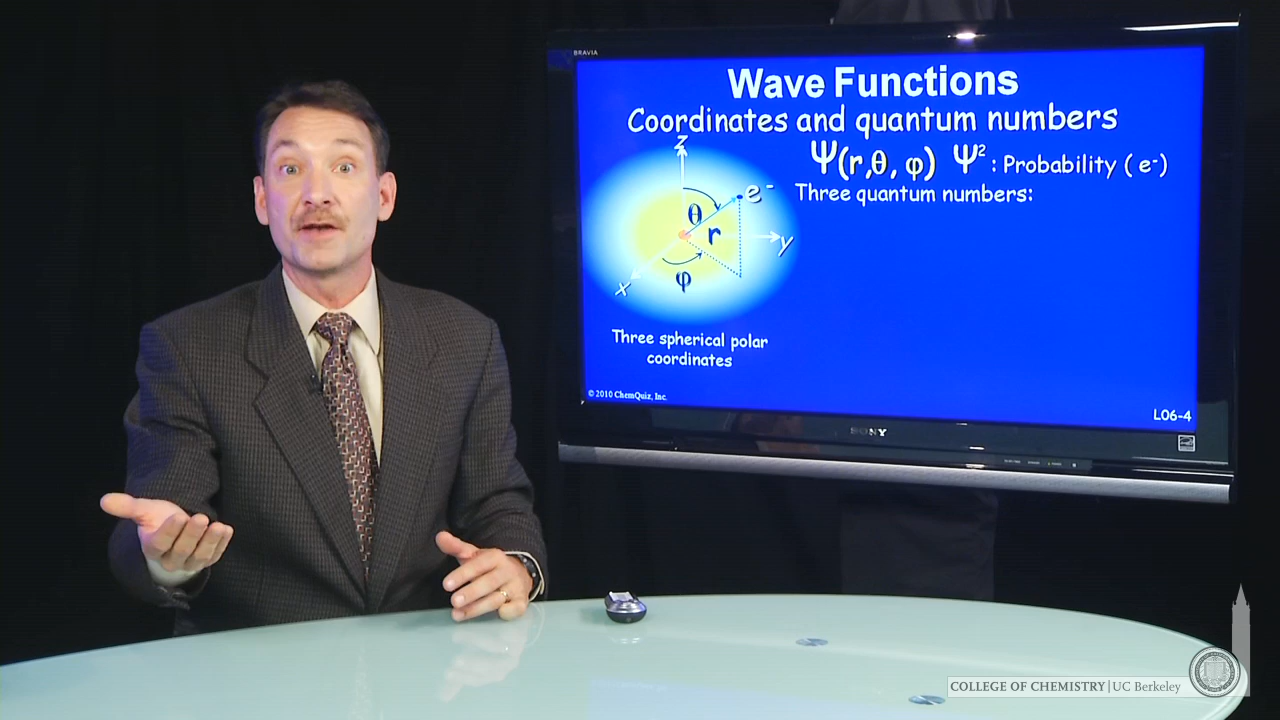 BRAVIA
Wave Functions
Coordinates and quantum numbers
Ψ(r,θ, φ) Ψ² : Probability ( e⁻)
Three quantum numbers:
z
e⁻
θ
r
y
x
φ
Three spherical polar
coordinates
© 2010 ChemQuiz, Inc.
L06-4
SONY
COLLEGE OF CHEMISTRY | UC Berkeley